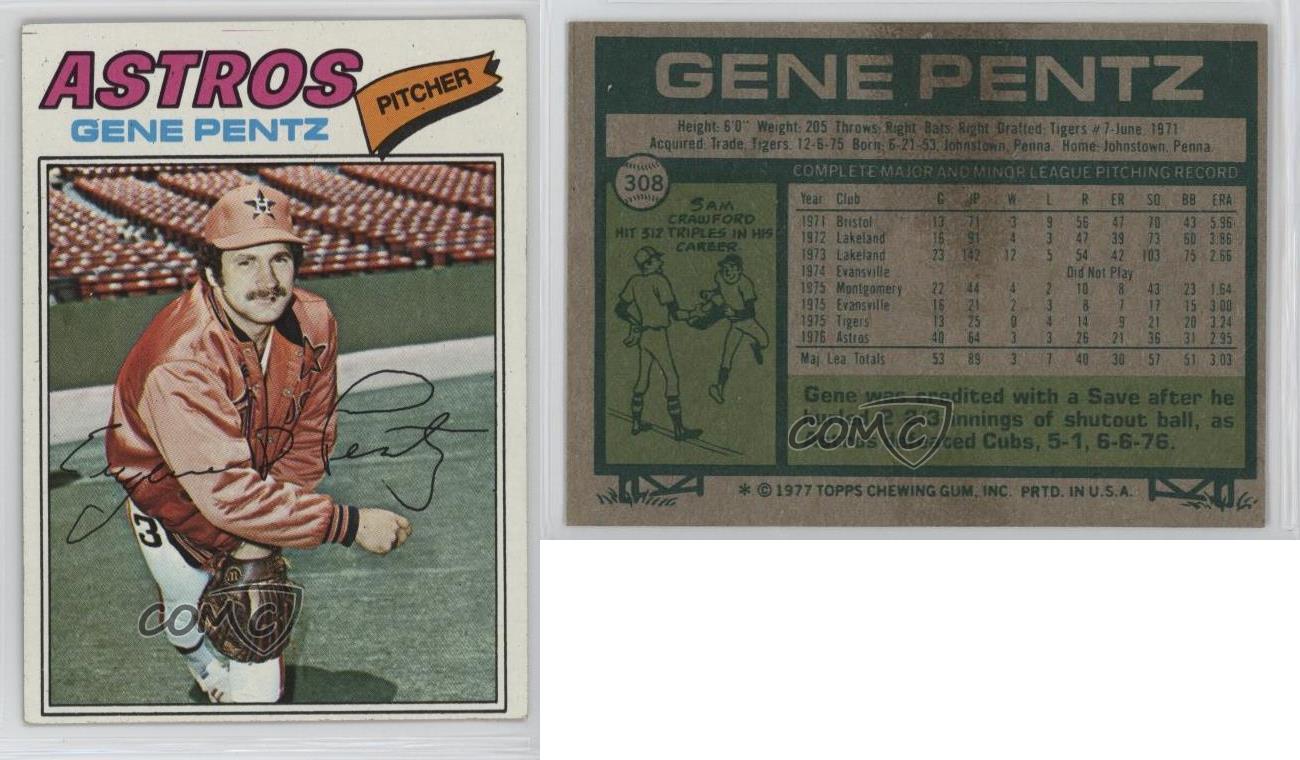 ASTROS
PITCHER
GENE PENTZ
H
Eugene D Pentz
3
COMC
GENE PENTZ
Height: 6'0" Weight: 205 Throws: Right Bats: Right Drafted: Tigers #7-June, 1971
Acquired: Trade, Tigers, 12-6-75 Born: 6-21-53, Johnstown, Penna. Home: Johnstown, Penna.
308
COMPLETE MAJOR AND MINOR LEAGUE PITCHING RECORD
SAM
CRAWFORD
HIT 312 TRIPLES IN HIS
CAREER.
Year Club G IP W L R ER SO BB ERA
1971 Bristol 13 71 3 9 56 47 70 43 5.96
1972 Lakeland 16 91 4 3 47 39 73 60 3.86
1973 Lakeland 23 142 12 5 54 42 103 75 2.66
1974 Evansville Did Not Play
1975 Montgomery 22 44 4 2 10 8 43 23 1.64
1975 Evansville 16 21 2 3 8 7 17 15 3.00
1975 Tigers 13 25 0 4 14 9 21 20 3.24
1976 Astros 40 64 3 3 26 21 36 31 2.95
Maj. Lea. Totals 53 89 3 7 40 30 57 51 3.03
Gene was credited with a Save after he
2 2/3 innings of shutout ball, as
Cubs, 5-1, 6-6-76.
COMC
* © 1977 TOPPS CHEWING GUM, INC. PRTD. IN U.S.A.